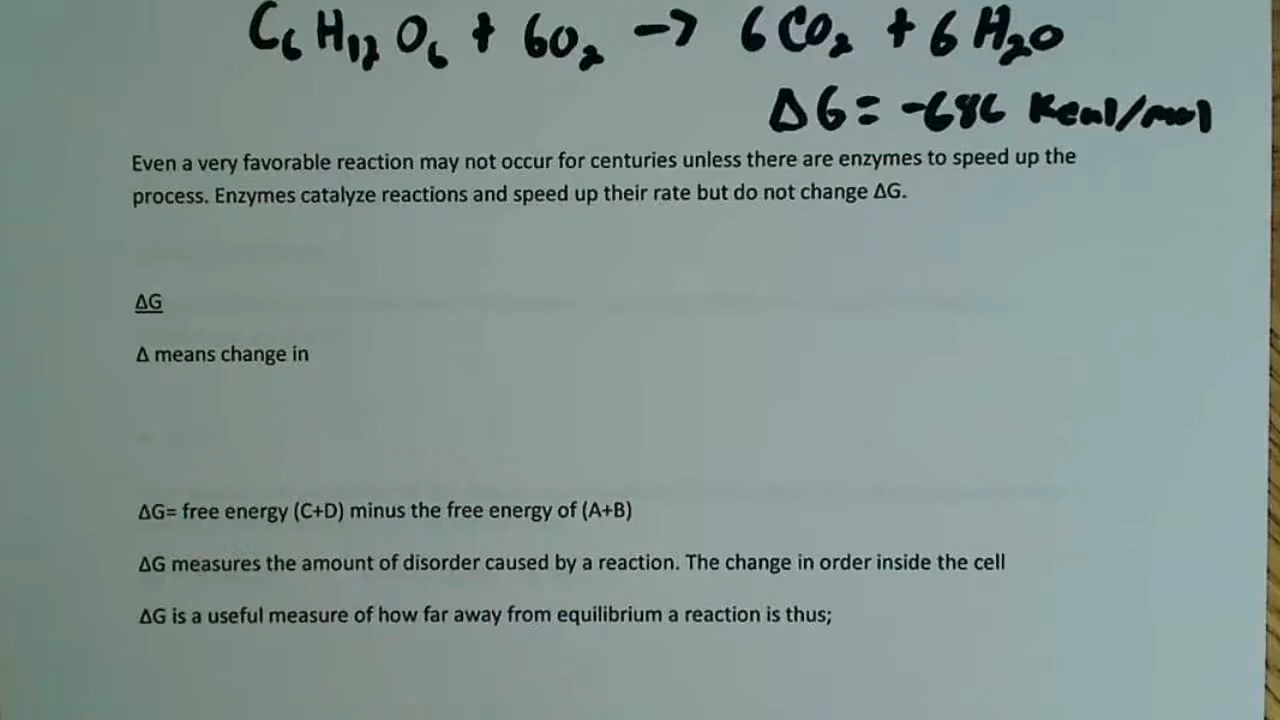 C₆H₁₂O₆ + 6O₂ → 6CO₂ + 6H₂O
ΔG = -686 Kcal/mol
Even a very favorable reaction may not occur for centuries unless there are enzymes to speed up the
process. Enzymes catalyze reactions and speed up their rate but do not change ΔG.
ΔG
Δ means change in
ΔG= free energy (C+D) minus the free energy of (A+B)
ΔG measures the amount of disorder caused by a reaction. The change in order inside the cell
ΔG is a useful measure of how far away from equilibrium a reaction is thus;